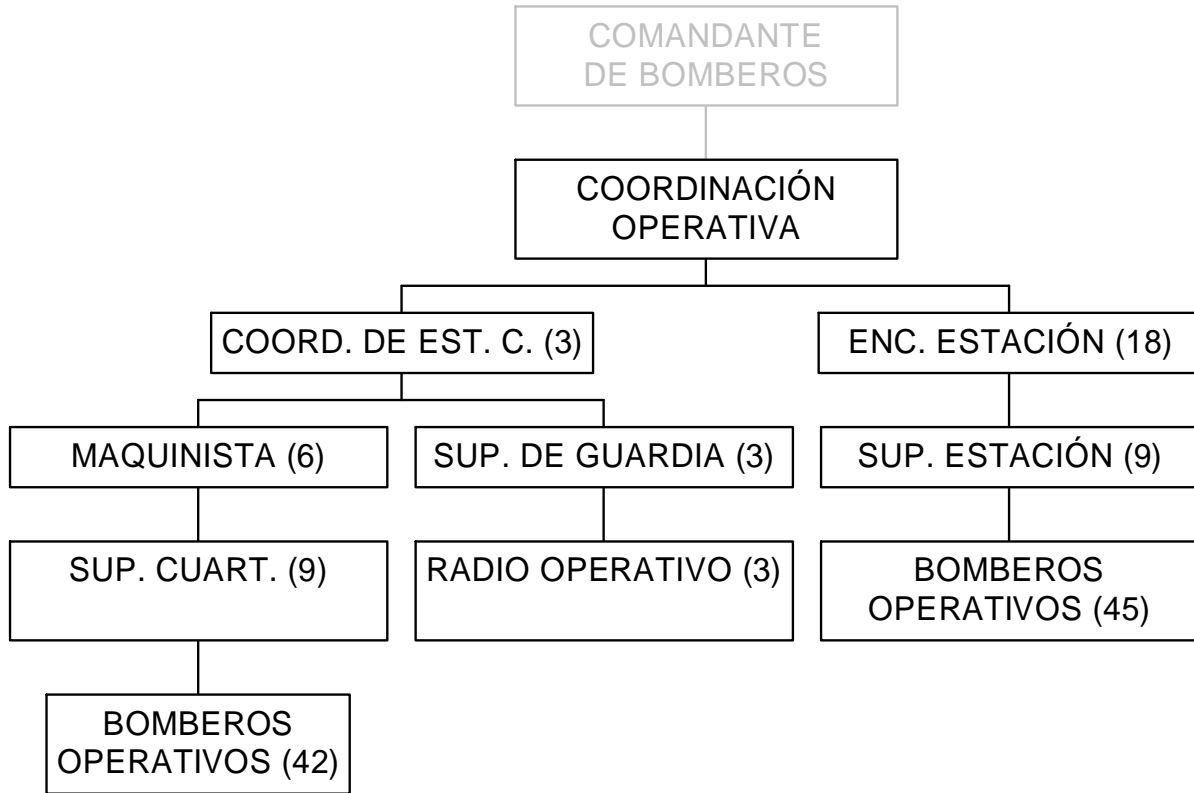 COMANDANTE
DE BOMBEROS
COORDINACIÓN
OPERATIVA
COORD. DE EST. C. (3)
ENC. ESTACIÓN (18)
MAQUINISTA (6)
SUP. DE GUARDIA (3)
SUP. ESTACIÓN (9)
SUP. CUART. (9)
RADIO OPERATIVO (3)
BOMBEROS
OPERATIVOS (45)
BOMBEROS
OPERATIVOS (42)